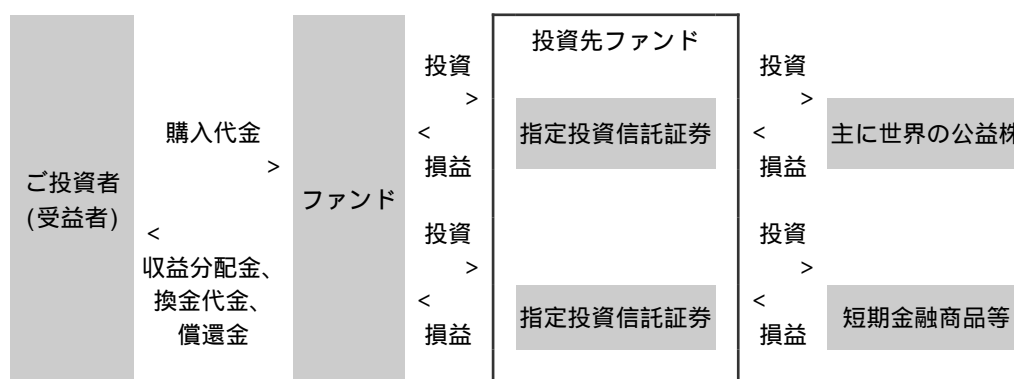 投資先ファンド
投資
>
<
損益
指定投資信託証券
投資
>
<
損益
主に世界の公益株
購入代金
>
<
収益分配金、
換金代金、
償還金
ご投資者
(受益者)
ファンド
投資
>
<
損益
指定投資信託証券
投資
>
<
損益
短期金融商品等